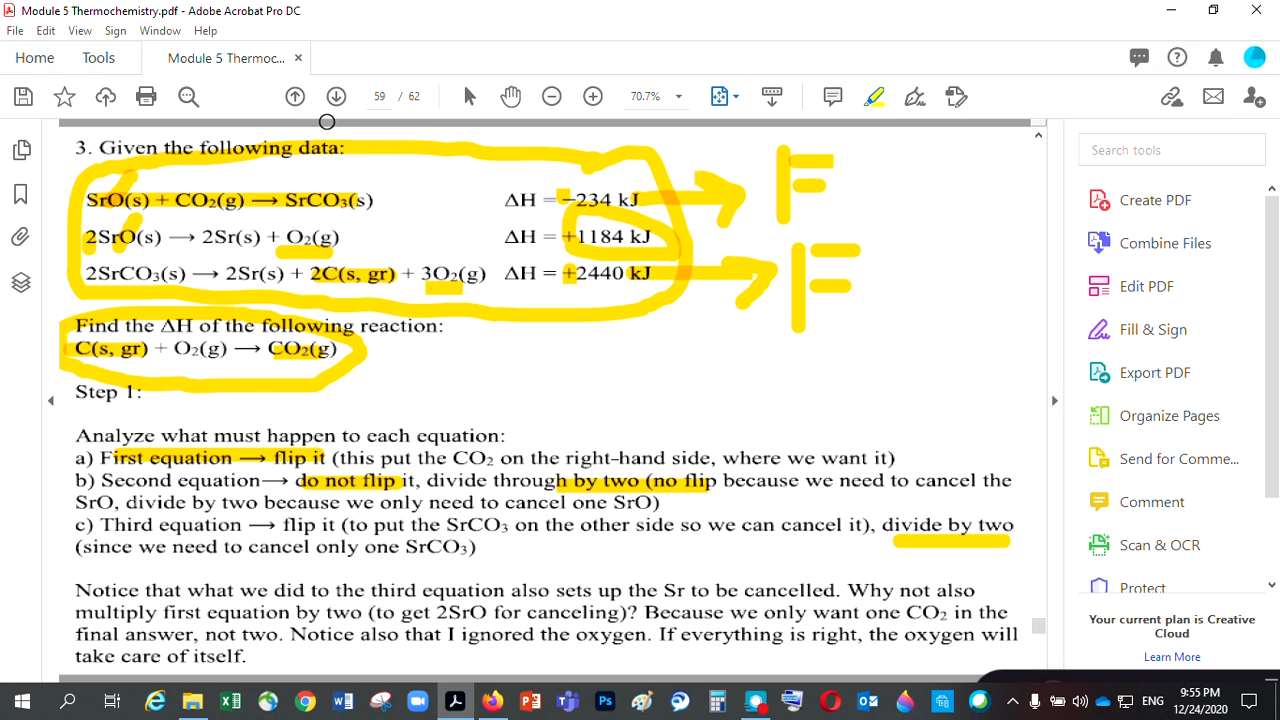 Module 5 Thermochemistry.pdf - Adobe Acrobat Pro DC
File Edit View Sign Window Help
Home Tools Module 5 Thermoc... ×
59 / 62 70.7%
3. Given the following data:
SrO(s) + CO₂(g) → SrCO₃(s) ΔH = −234 kJ
2SrO(s) → 2Sr(s) + O₂(g) ΔH = +1184 kJ
2SrCO₃(s) → 2Sr(s) + 2C(s, gr) + 3O₂(g) ΔH = +2440 kJ
F
F
Find the ΔH of the following reaction:
C(s, gr) + O₂(g) → CO₂(g)
Step 1:
Analyze what must happen to each equation:
a) First equation → flip it (this put the CO₂ on the right-hand side, where we want it)
b) Second equation→ do not flip it, divide through by two (no flip because we need to cancel the
SrO, divide by two because we only need to cancel one SrO)
c) Third equation → flip it (to put the SrCO₃ on the other side so we can cancel it), divide by two
(since we need to cancel only one SrCO₃)
Notice that what we did to the third equation also sets up the Sr to be cancelled. Why not also
multiply first equation by two (to get 2SrO for canceling)? Because we only want one CO₂ in the
final answer, not two. Notice also that I ignored the oxygen. If everything is right, the oxygen will
take care of itself.
Search tools
Create PDF
Combine Files
Edit PDF
Fill & Sign
Export PDF
Organize Pages
Send for Comme...
Comment
Scan & OCR
Protect
Your current plan is Creative
Cloud
Learn More
ENG
9:55 PM
12/24/2020